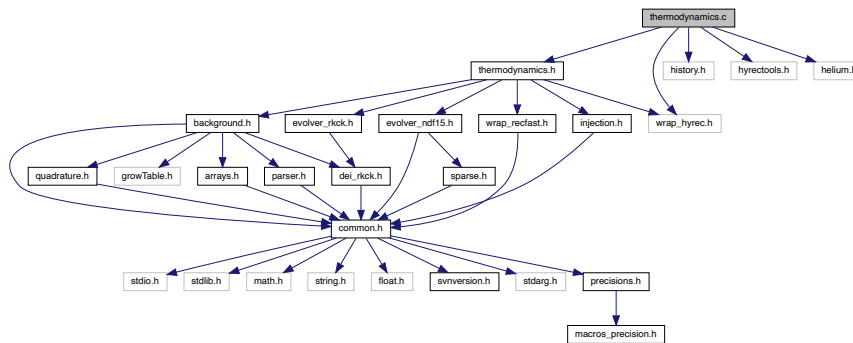 thermodynamics.c
thermodynamics.h
history.h
hyrectools.h
helium.h
background.h
evolver_rkck.h
evolver_ndf15.h
wrap_recfast.h
injection.h
wrap_hyrec.h
quadrature.h
growTable.h
arrays.h
parser.h
dei_rkck.h
sparse.h
common.h
stdio.h
stdlib.h
math.h
string.h
float.h
svnversion.h
stdarg.h
precisions.h
macros_precision.h